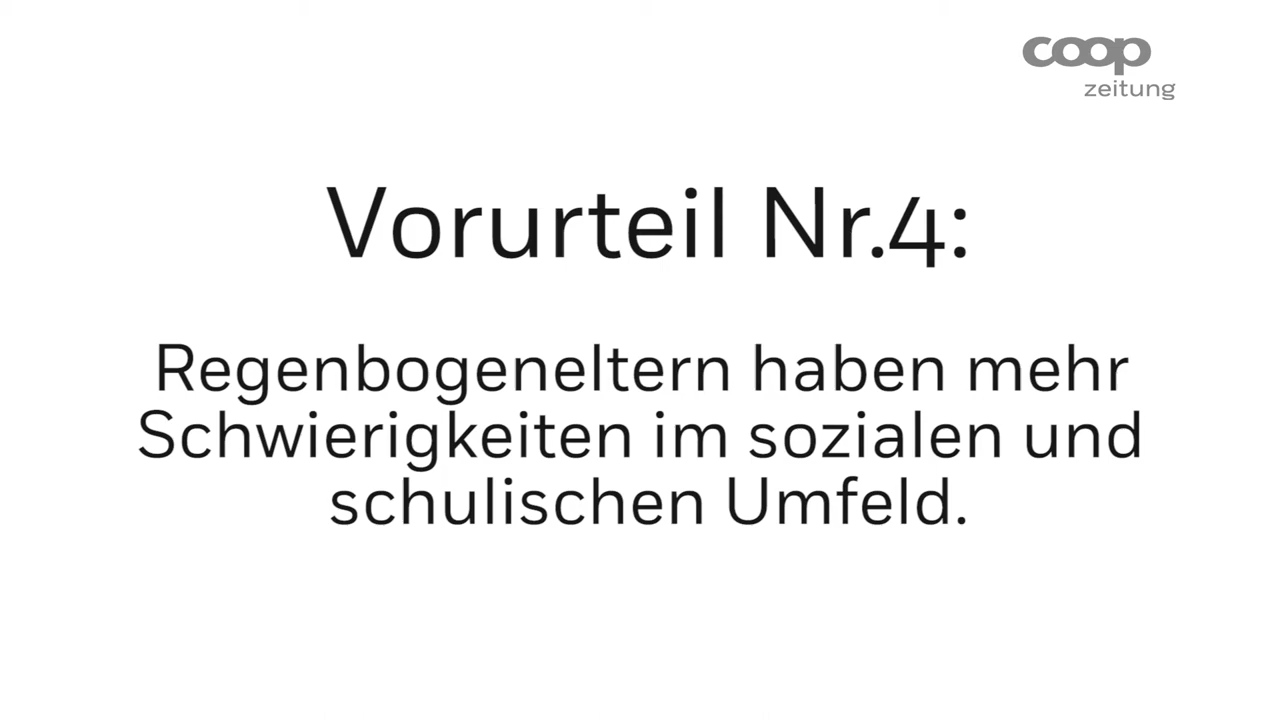 coop
zeitung
Vorurteil Nr.4:
Regenbogeneltern haben mehr
Schwierigkeiten im sozialen und
schulischen Umfeld.